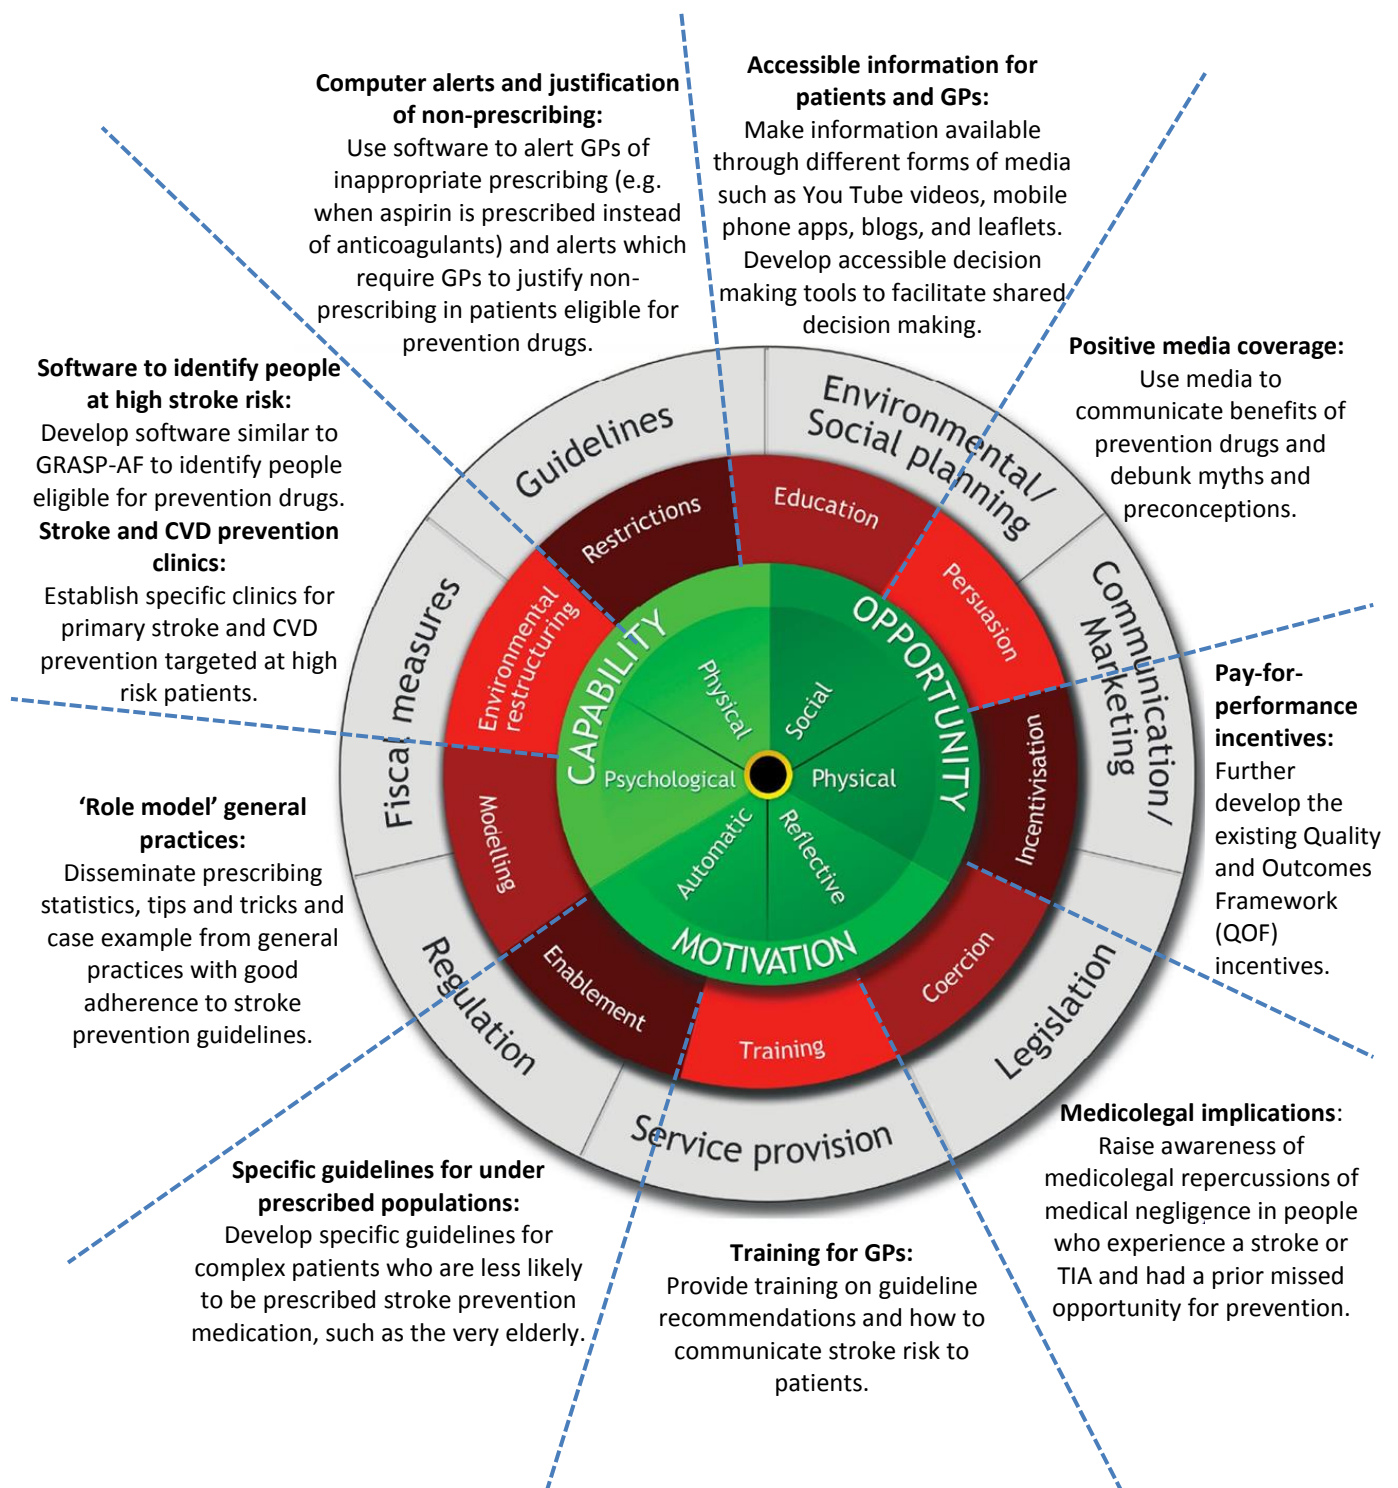 Computer alerts and justification
of non-prescribing:
Use software to alert GPs of
inappropriate prescribing (e.g.
when aspirin is prescribed instead
of anticoagulants) and alerts which
require GPs to justify non-
prescribing in patients eligible for
prevention drugs.
Accessible information for
patients and GPs:
Make information available
through different forms of media
such as You Tube videos, mobile
phone apps, blogs, and leaflets.
Develop accessible decision
making tools to facilitate shared
decision making.
Positive media coverage:
Use media to
communicate benefits of
prevention drugs and
debunk myths and
preconceptions.
Pay-for-
performance
incentives:
Further
develop the
existing Quality
and Outcomes
Framework
(QOF)
incentives.
Medicolegal implications:
Raise awareness of
medicolegal repercussions of
medical negligence in people
who experience a stroke or
TIA and had a prior missed
opportunity for prevention.
Training for GPs:
Provide training on guideline
recommendations and how to
communicate stroke risk to
patients.
Specific guidelines for under
prescribed populations:
Develop specific guidelines for
complex patients who are less likely
to be prescribed stroke prevention
medication, such as the very elderly.
‘Role model’ general
practices:
Disseminate prescribing
statistics, tips and tricks and
case example from general
practices with good
adherence to stroke
prevention guidelines.
Software to identify people
at high stroke risk:
Develop software similar to
GRASP-AF to identify people
eligible for prevention drugs.
Stroke and CVD prevention
clinics:
Establish specific clinics for
primary stroke and CVD
prevention targeted at high
risk patients.
Guidelines
Environmental/
Social planning
Communication/
Marketing
Legislation
Service provision
Regulation
Fiscal measures
Restrictions
Education
Persuasion
Incentivisation
Coercion
Training
Enablement
Modelling
Environmental
restructuring
CAPABILITY
OPPORTUNITY
MOTIVATION
Physical
Social
Psychological
Physical
Automatic
Reflective